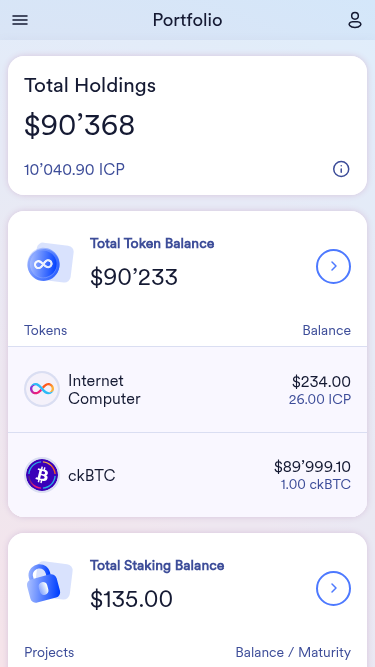 Portfolio
Total Holdings
$90’368
10’040.90 ICP
Total Token Balance
$90’233
Tokens Balance
Internet Computer
$234.00
26.00 ICP
ckBTC
$89’999.10
1.00 ckBTC
Total Staking Balance
$135.00
Projects Balance / Maturity